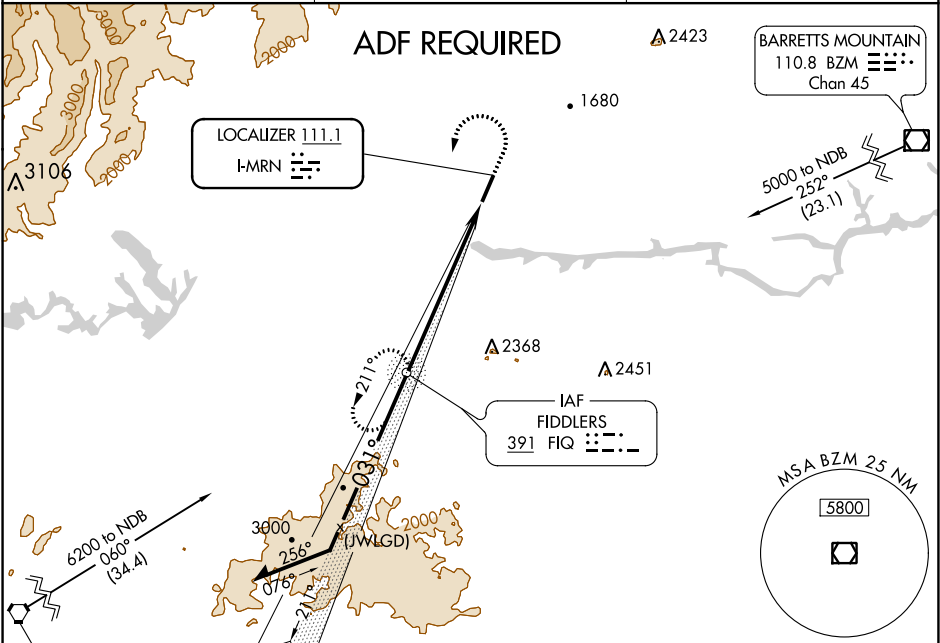 ADF REQUIRED
2423
BARRETTS MOUNTAIN
110.8 BZM
Chan 45
1680
3000
2000
LOCALIZER 111.1
I-MRN
3106
2000
5000 to NDB
252°
(23.1)
2368
2451
211°
IAF
FIDDLERS
391 FIQ
031°
MSA BZM 25 NM
5800
3000
2000
(JWLGD)
256°
076°
211°
6200 to NDB
060°
(34.4)